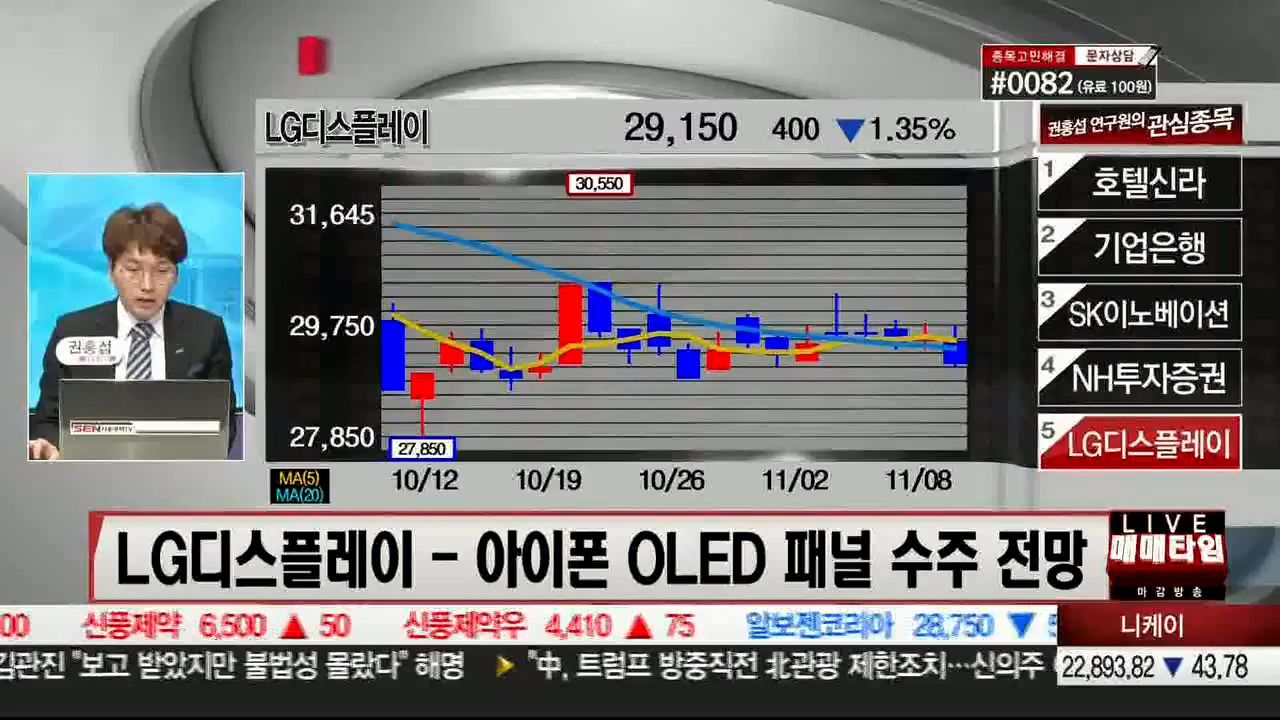 종목고민해결 문자상담
#0082 (유료 100원)
LG디스플레이 29,150 400 ▼1.35%
권흥섭 연구원의 관심종목
1 호텔신라
2 기업은행
3 SK이노베이션
4 NH투자증권
5 LG디스플레이
30,550
31,645
29,750
27,850
27,850
10/12 10/19 10/26 11/02 11/08
MA(5)
MA(20)
권흥섭
SEN
LG디스플레이 - 아이폰 OLED 패널 수주 전망
LIVE
매매타임
마감방송
00 신풍제약 6,500 ▲ 50 신풍제약우 4,410 ▲ 75 알보젠코리아 28,750 ▼
니케이
김관진 "보고 받았지만 불법성 몰랐다" 해명 ▶ "中, 트럼프 방중직전 北관광 제한조치…신의주
22,893.82 ▼ 43.78